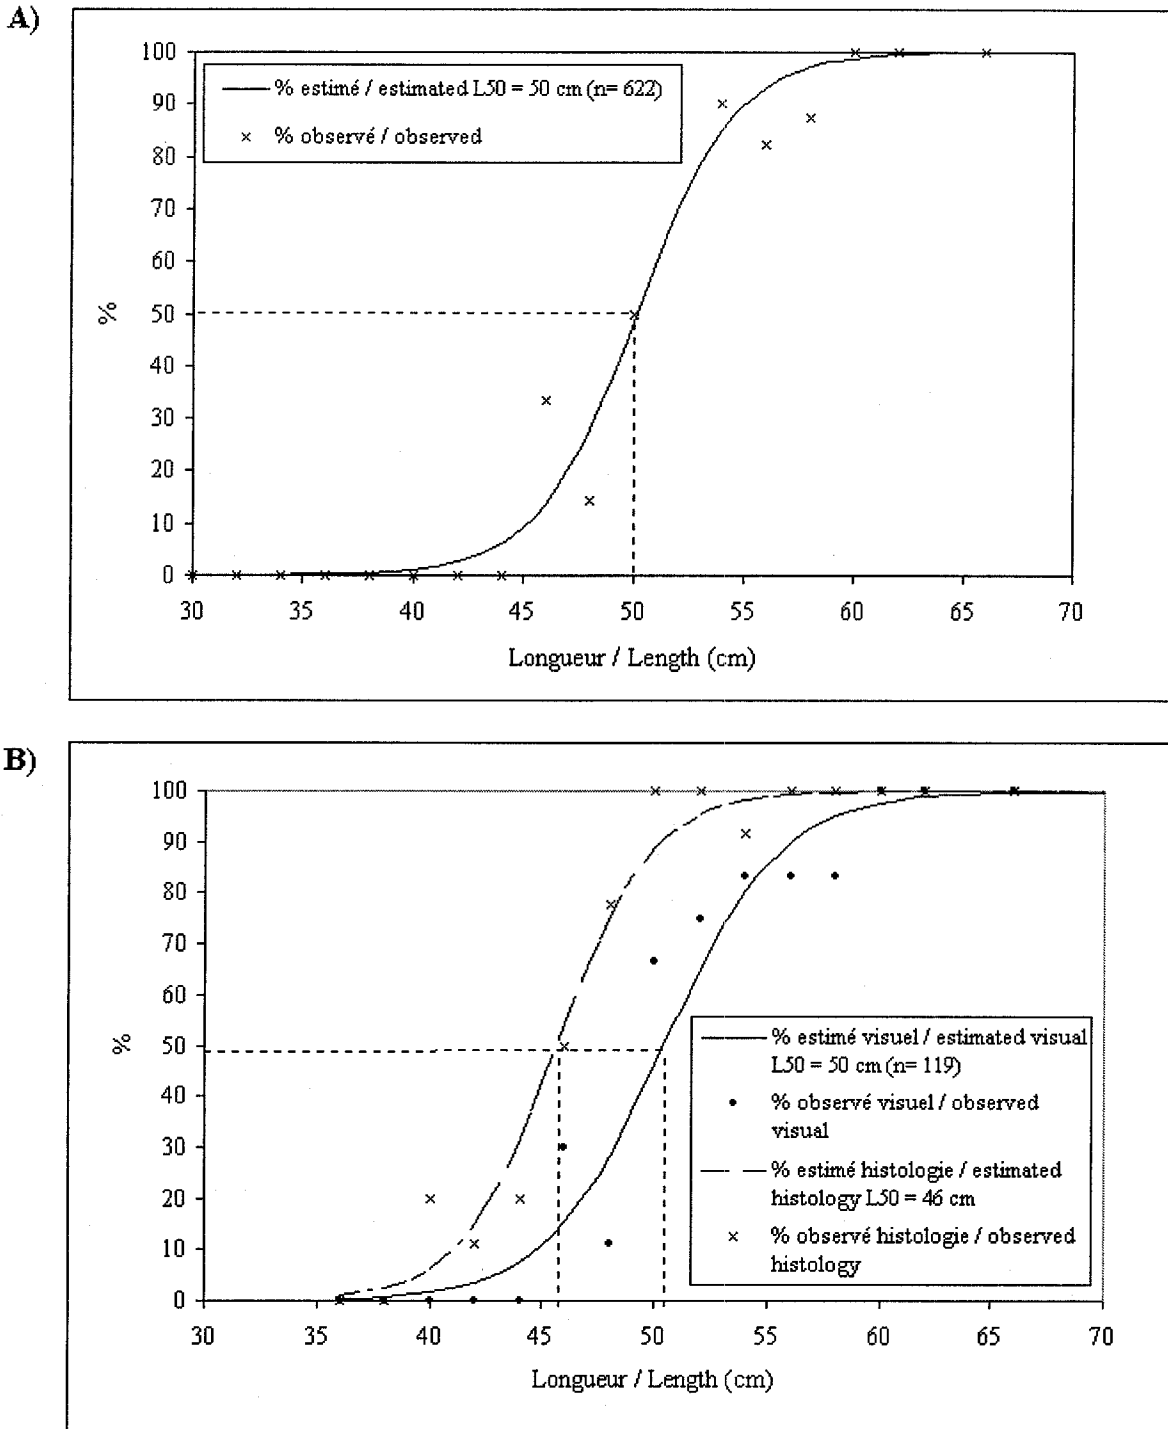 A)
100
90
80
70
60
50
40
30
20
10
0
%
% estimé / estimated L50 = 50 cm (n= 622)
% observé / observed
30 35 40 45 50 55 60 65 70
Longueur / Length (cm)
B)
100
90
80
70
60
50
40
30
20
10
0
%
% estimé visuel / estimated visual
L50 = 50 cm (n= 119)
% observé visuel / observed
visual
% estimé histologie / estimated
histology L50 = 46 cm
% observé histologie / observed
histology
30 35 40 45 50 55 60 65 70
Longueur / Length (cm)